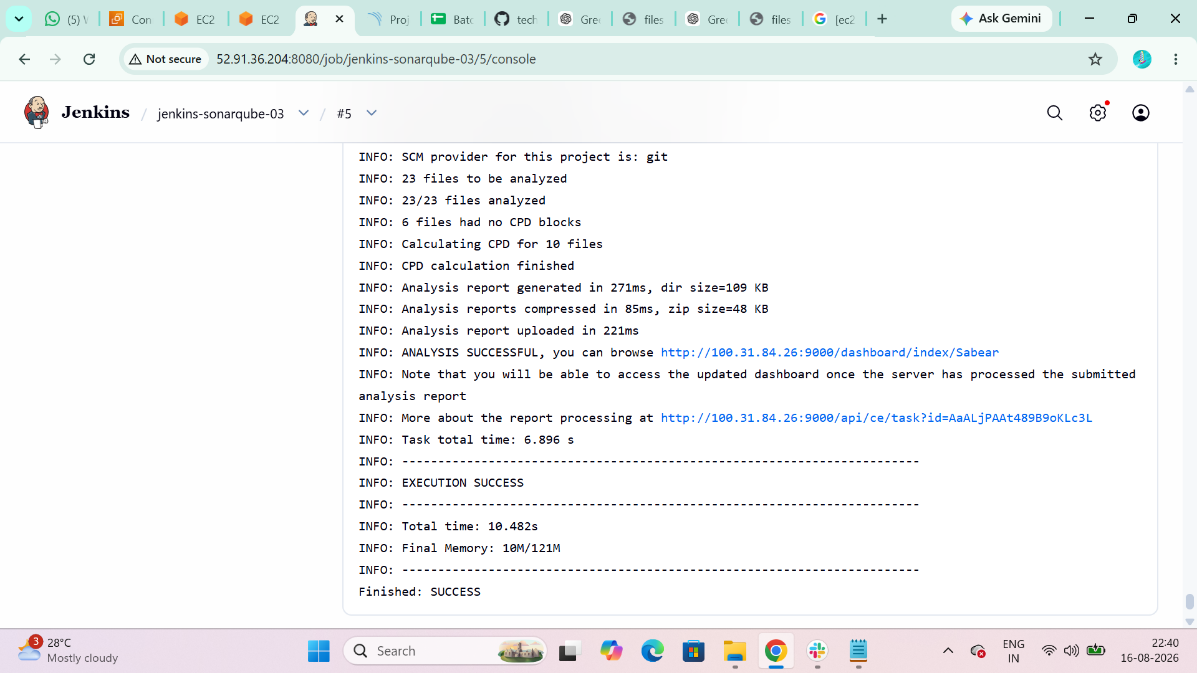 (5) W
Con
EC2
EC2
Proj
Batc
tech
Gre
files
Gre
files
[ec2
Ask Gemini
Not secure
52.91.36.204:8080/job/jenkins-sonarqube-03/5/console
Jenkins / jenkins-sonarqube-03 / #5
INFO: SCM provider for this project is: git
INFO: 23 files to be analyzed
INFO: 23/23 files analyzed
INFO: 6 files had no CPD blocks
INFO: Calculating CPD for 10 files
INFO: CPD calculation finished
INFO: Analysis report generated in 271ms, dir size=109 KB
INFO: Analysis reports compressed in 85ms, zip size=48 KB
INFO: Analysis report uploaded in 221ms
INFO: ANALYSIS SUCCESSFUL, you can browse http://100.31.84.26:9000/dashboard/index/Sabear
INFO: Note that you will be able to access the updated dashboard once the server has processed the submitted
analysis report
INFO: More about the report processing at http://100.31.84.26:9000/api/ce/task?id=AaALjPAAt489B9oKLc3L
INFO: Task total time: 6.896 s
INFO: ------------------------------------------------------------------------
INFO: EXECUTION SUCCESS
INFO: ------------------------------------------------------------------------
INFO: Total time: 10.482s
INFO: Final Memory: 10M/121M
INFO: ------------------------------------------------------------------------
Finished: SUCCESS
3
28°C
Mostly cloudy
Search
ENG
IN
22:40
16-08-2026